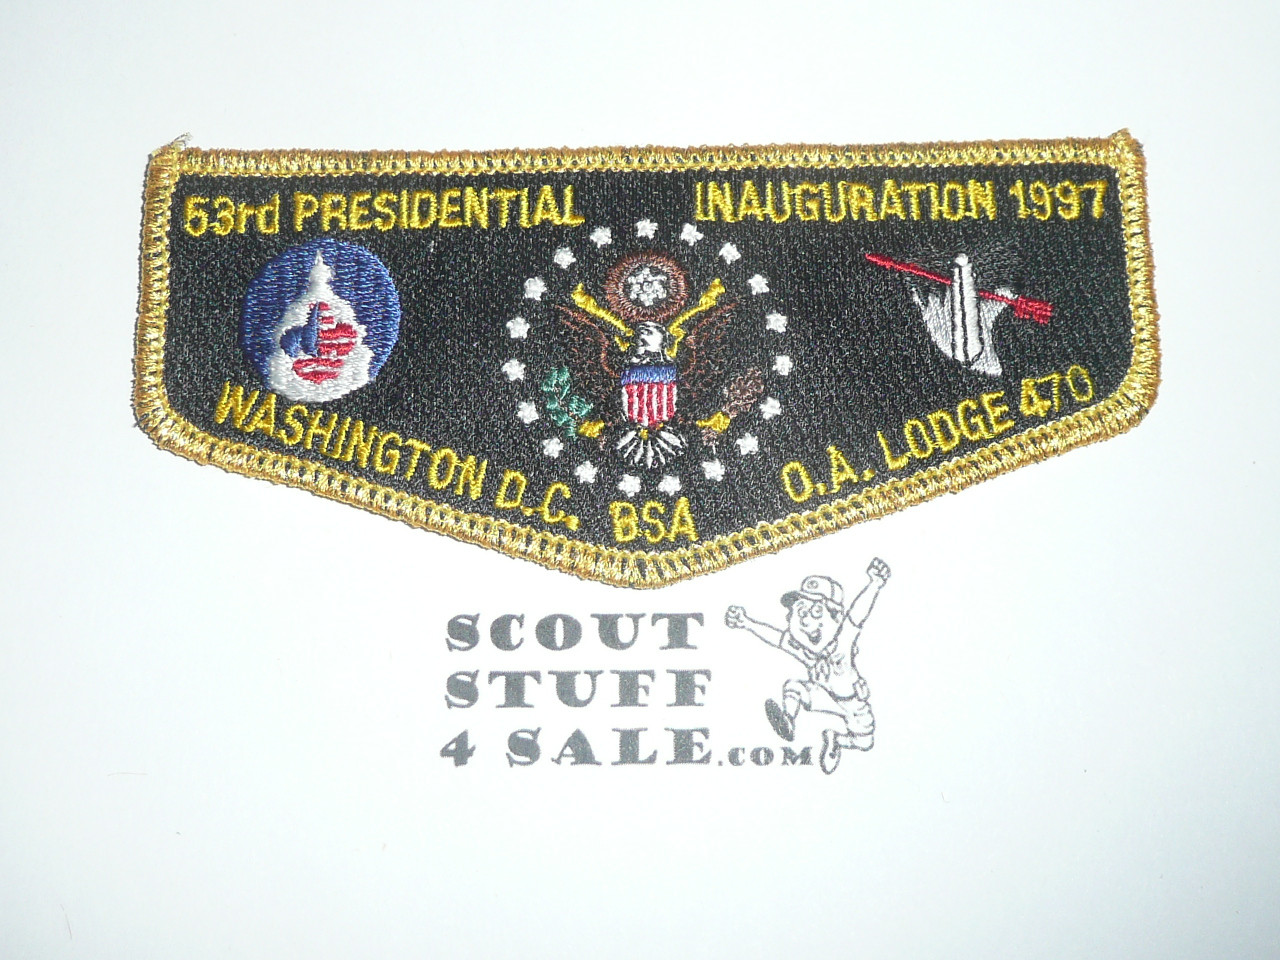 53rd PRESIDENTIAL INAUGURATION 1997
WASHINGTON D.C. BSA O.A. LODGE 470
SCOUT
STUFF
4 SALE.COM